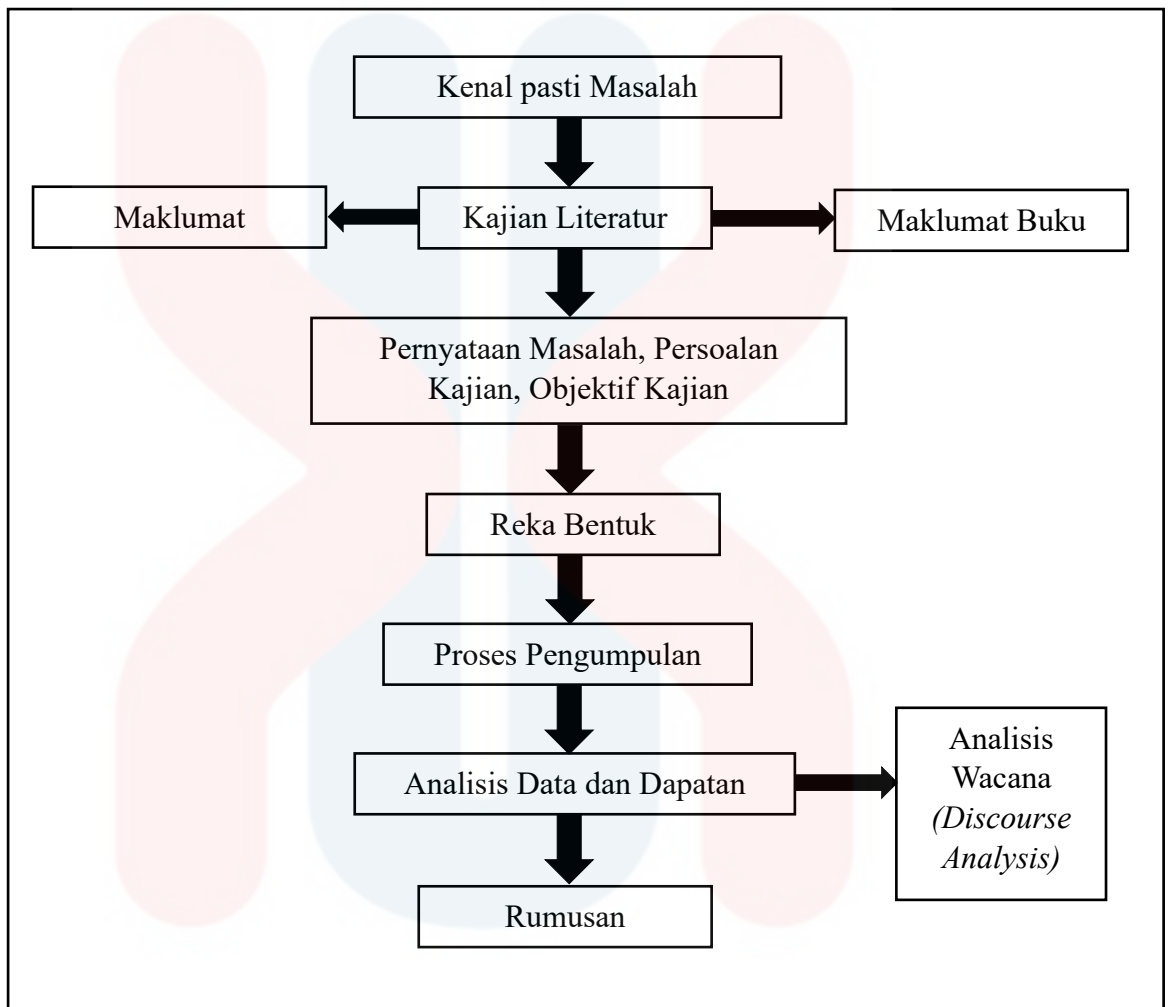 Kenal pasti Masalah
Maklumat
Kajian Literatur
Maklumat Buku
Pernyataan Masalah, Persoalan
Kajian, Objektif Kajian
Reka Bentuk
Proses Pengumpulan
Analisis Data dan Dapatan
Analisis
Wacana
(Discourse
Analysis)
Rumusan